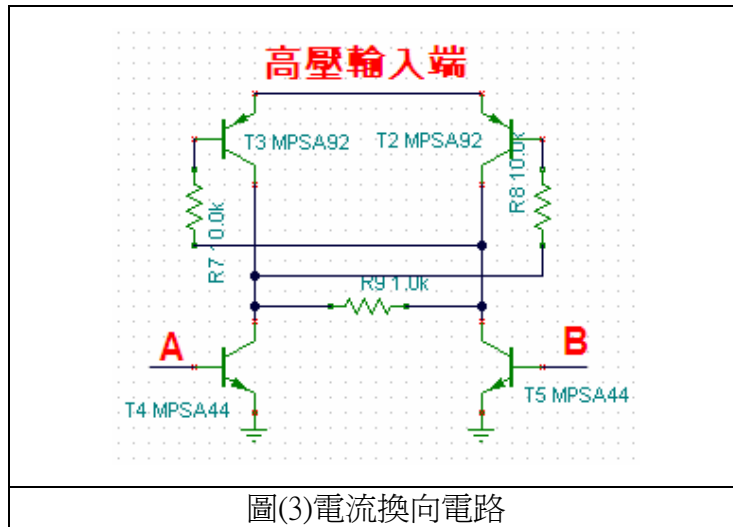 高壓輸入端
T3 MPSA92
T2 MPSA92
R7 10.0k
R8 10.0k
R9 1.0k
A
B
T4 MPSA44
T5 MPSA44
圖(3)電流換向電路